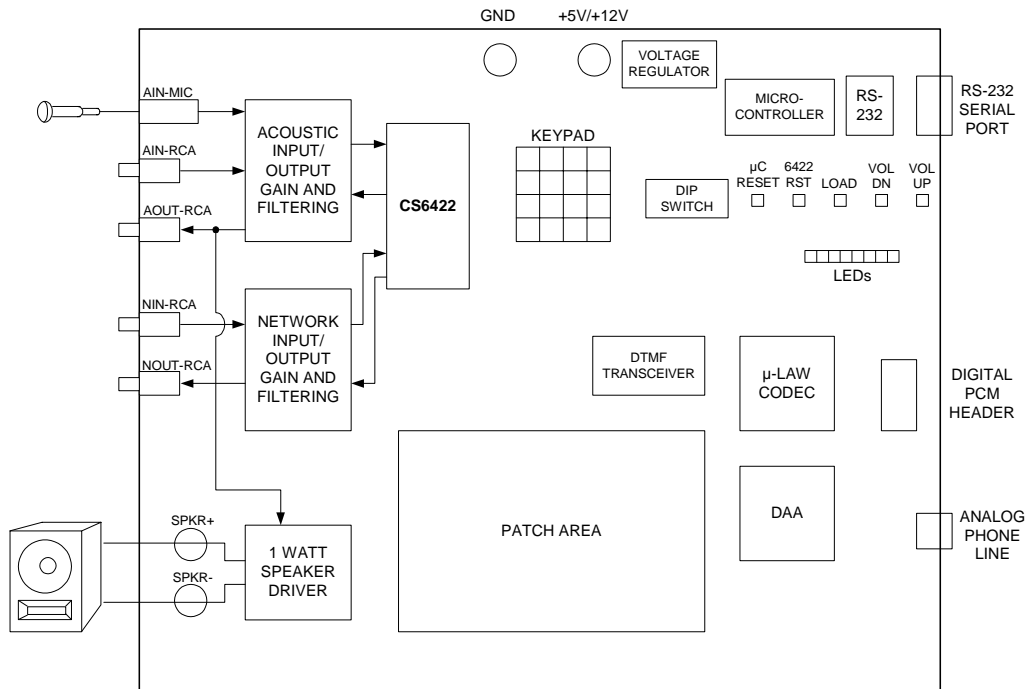 GND
+5V/+12V
VOLTAGE
REGULATOR
AIN-MIC
MICRO-
CONTROLLER
RS-
232
RS-232
SERIAL
PORT
ACOUSTIC
INPUT/
OUTPUT
GAIN AND
FILTERING
KEYPAD
AIN-RCA
AOUT-RCA
CS6422
DIP
SWITCH
µC
RESET
6422
RST
LOAD
VOL
DN
VOL
UP
LEDs
NIN-RCA
NOUT-RCA
NETWORK
INPUT/
OUTPUT
GAIN AND
FILTERING
DTMF
TRANSCEIVER
µ-LAW
CODEC
DIGITAL
PCM
HEADER
PATCH AREA
DAA
ANALOG
PHONE
LINE
SPKR+
SPKR-
1 WATT
SPEAKER
DRIVER